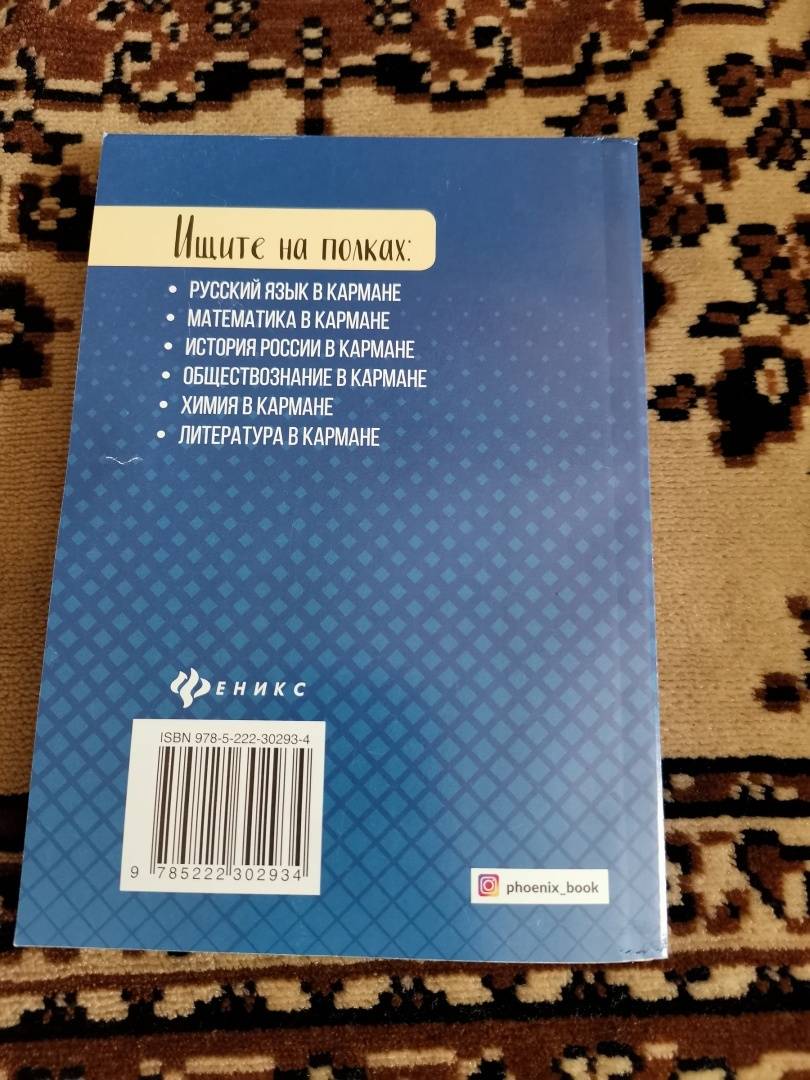 Ищите на полках:
• РУССКИЙ ЯЗЫК В КАРМАНЕ
• МАТЕМАТИКА В КАРМАНЕ
• ИСТОРИЯ РОССИИ В КАРМАНЕ
• ОБЩЕСТВОЗНАНИЕ В КАРМАНЕ
• ХИМИЯ В КАРМАНЕ
• ЛИТЕРАТУРА В КАРМАНЕ
ФЕНИКС
ISBN 978-5-222-30293-4
9 785222 302934
phoenix_book